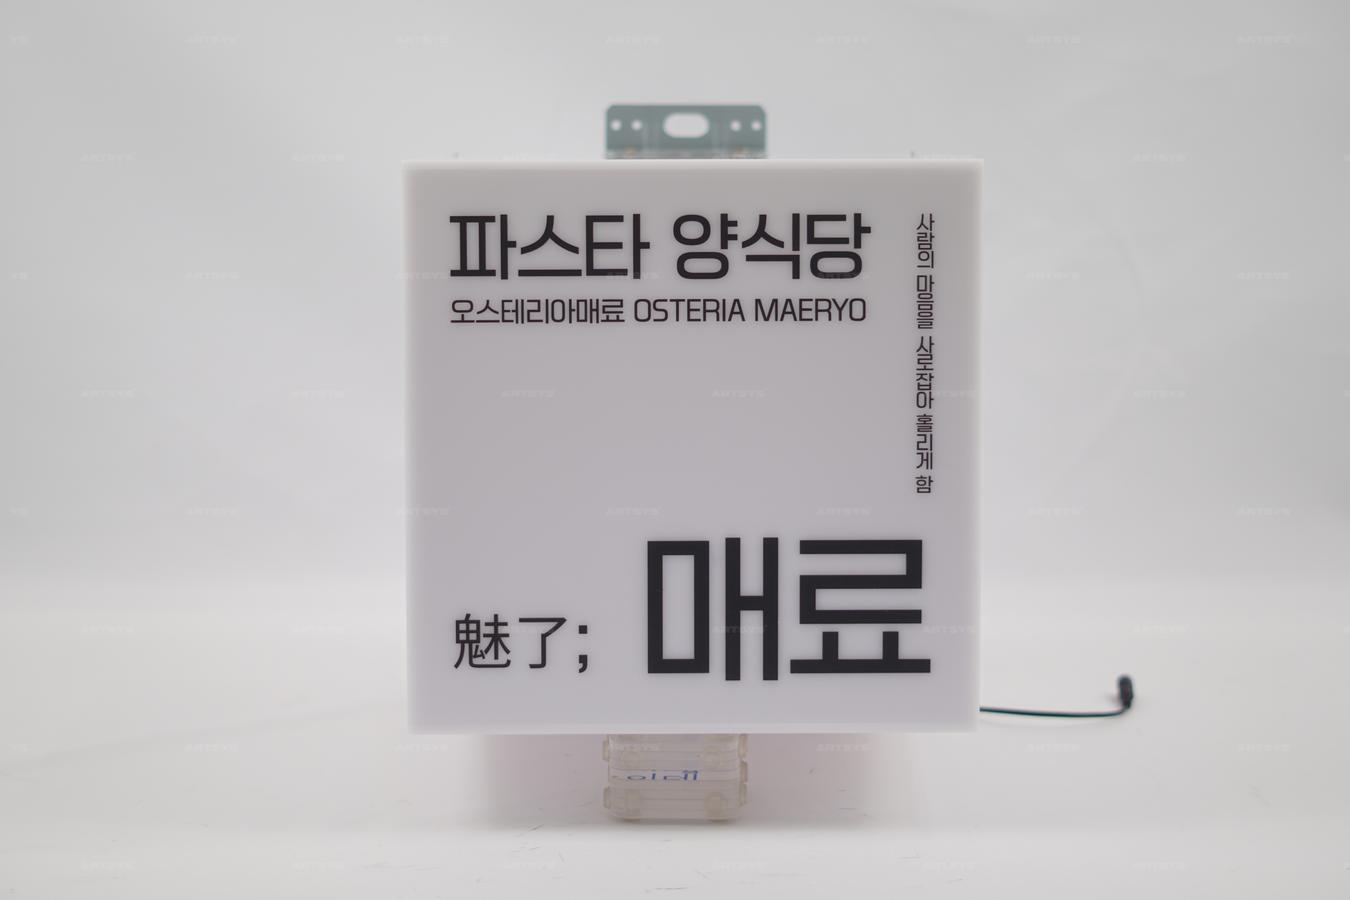 파스타 양식당
오스테리아매료 OSTERIA MAERYO
사람의 마음을 사로잡아 홀리게 함
魅了; 매료
ARTSYS